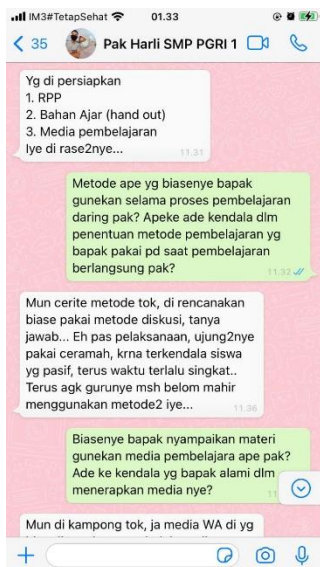 IM3#TetapSehat 01.33
35 Pak Harli SMP PGRI 1
Yg di persiapkan
1. RPP
2. Bahan Ajar (hand out)
3. Media pembelajaran
Iye di rase2nye...
11.31
Metode ape yg biasenye bapak
gunekan selama proses pembelajaran
daring pak? Apeke ade kendala dlm
penentuan metode pembelajaran yg
bapak pakai pd saat pembelajaran
berlangsung pak?
11.32
Mun cerite metode tok, di rencanakan
biase pakai metode diskusi, tanya
jawab... Eh pas pelaksanaan, ujung2nye
pakai ceramah, krna terkendala siswa
yg pasif, terus waktu terlalu singkat..
Terus agk gurunye msh belom mahir
menggunakan metode2 iye...
11.36
Biasenye bapak nyampaikan materi
gunekan media pembelajara ape pak?
Ade ke kendala yg bapak alami dlm
menerapkan media nye?
11
Mun di kampong tok, ja media WA di yg